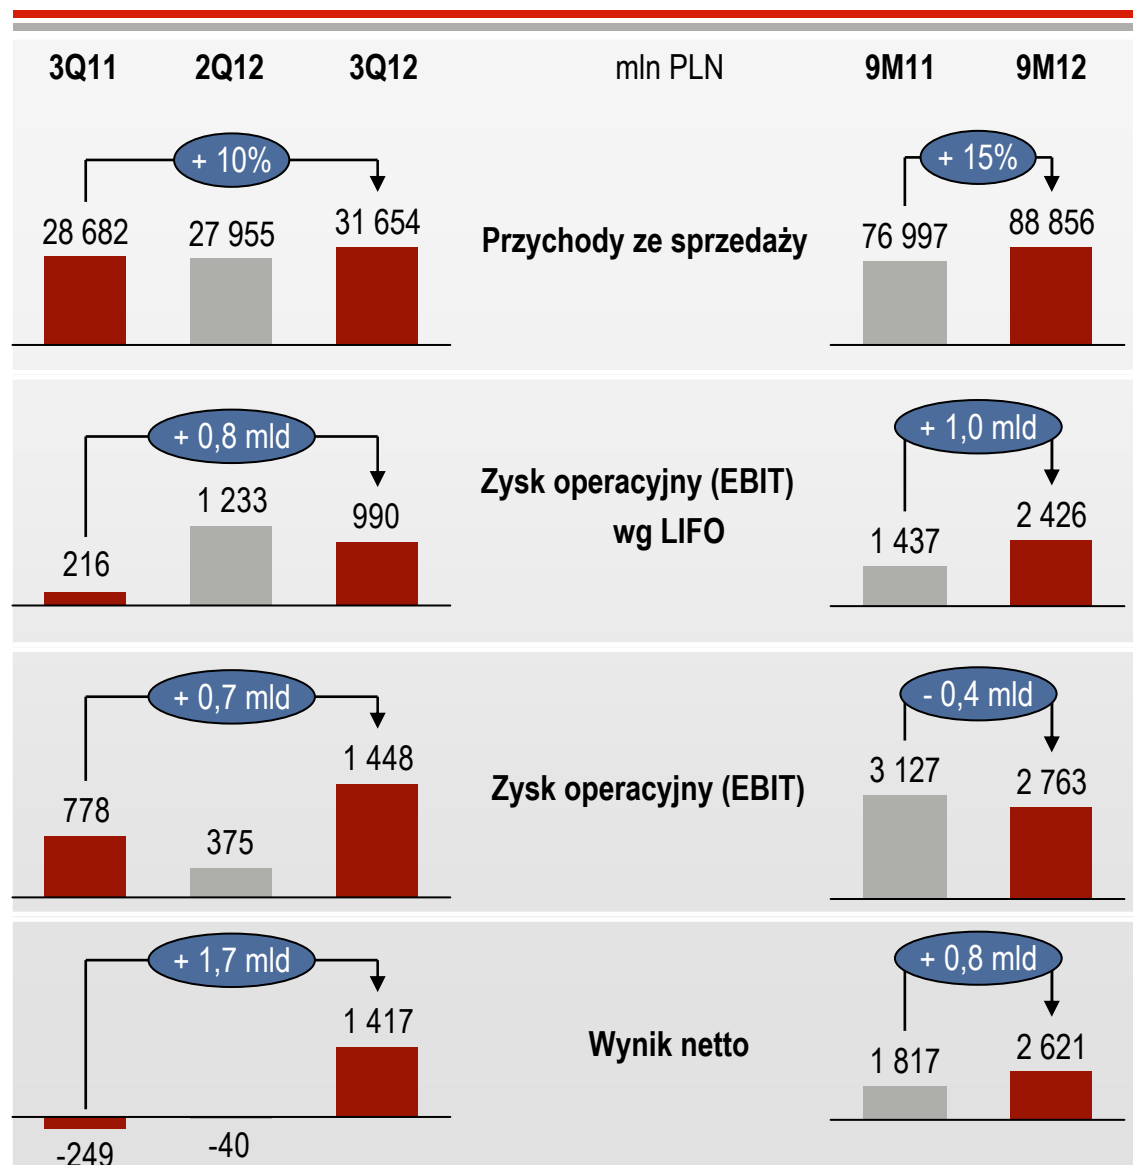 3Q11 2Q12 3Q12 mln PLN 9M11 9M12
+ 10% + 15%
28 682 27 955 31 654 Przychody ze sprzedaży 76 997 88 856
+ 0,8 mld + 1,0 mld
216 1 233 990 Zysk operacyjny (EBIT)
wg LIFO 1 437 2 426
+ 0,7 mld - 0,4 mld
778 375 1 448 Zysk operacyjny (EBIT) 3 127 2 763
+ 1,7 mld + 0,8 mld
-249 -40 1 417 Wynik netto 1 817 2 621